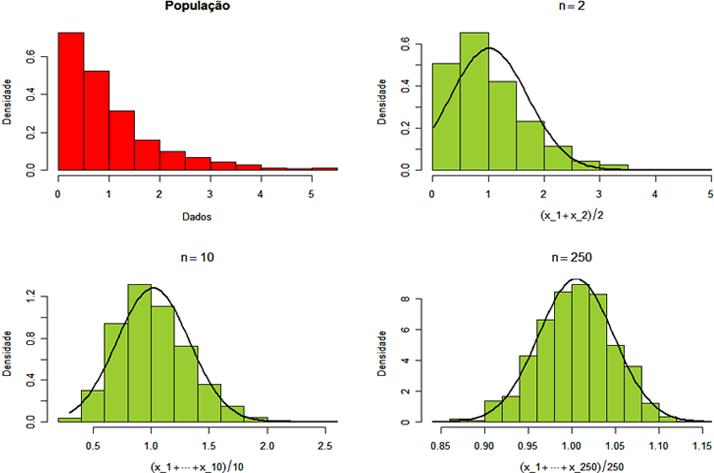 População
Densidade
0.0 0.2 0.4 0.6
0 1 2 3 4 5
Dados
n = 2
Densidade
0.0 0.2 0.4 0.6
0 1 2 3 4 5
(x_1+x_2)/2
n = 10
Densidade
0.0 0.4 0.8 1.2
0.5 1.0 1.5 2.0 2.5
(x_1+···+x_10)/10
n = 250
Densidade
0 2 4 6 8
0.85 0.90 0.95 1.00 1.05 1.10 1.15
(x_1+···+x_250)/250